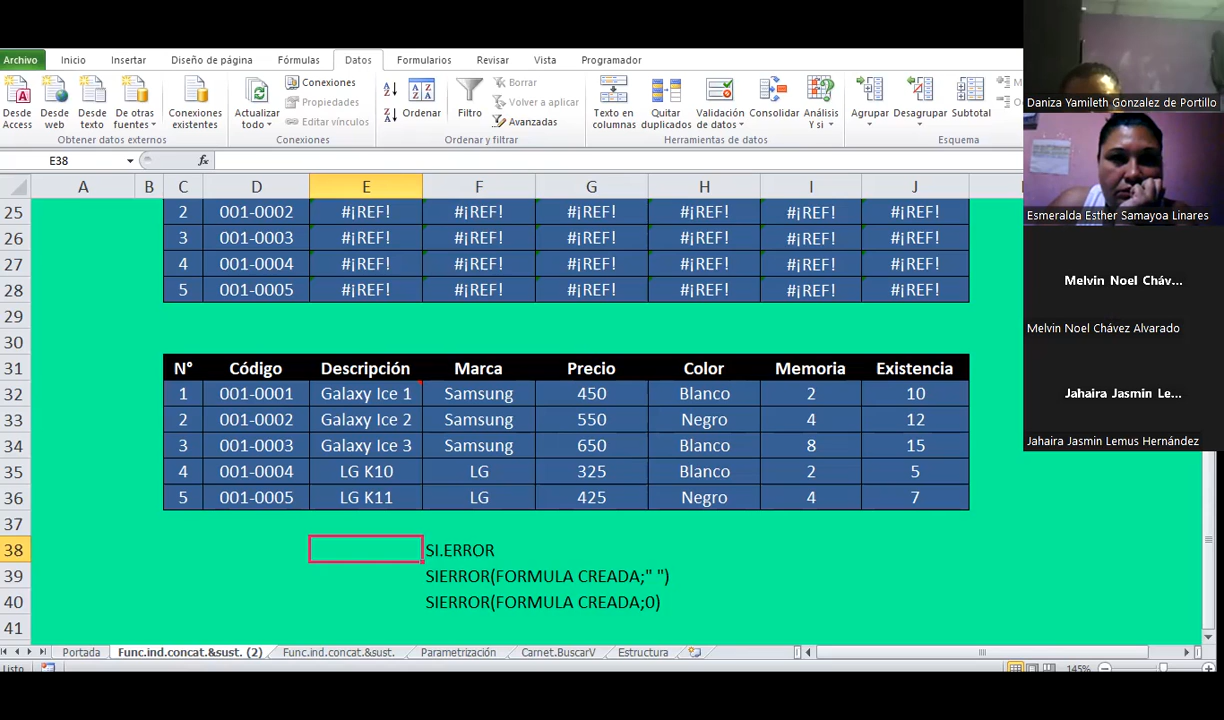 Archivo Inicio Insertar Diseño de página Fórmulas Datos Formularios Revisar Vista Programador
Desde Access
Desde web
Desde texto
De otras fuentes
Conexiones existentes
Actualizar todo
Conexiones
Propiedades
Editar vínculos
Ordenar
Filtro
Borrar
Volver a aplicar
Avanzadas
Texto en columnas
Quitar duplicados
Validación de datos
Consolidar
Análisis Y si
Agrupar
Desagrupar
Subtotal
Obtener datos externos Conexiones Ordenar y filtrar Herramientas de datos Esquema
E38 fx
A B C D E F G H I J
25 2 001-0002 #¡REF! #¡REF! #¡REF! #¡REF! #¡REF! #¡REF!
26 3 001-0003 #¡REF! #¡REF! #¡REF! #¡REF! #¡REF! #¡REF!
27 4 001-0004 #¡REF! #¡REF! #¡REF! #¡REF! #¡REF! #¡REF!
28 5 001-0005 #¡REF! #¡REF! #¡REF! #¡REF! #¡REF! #¡REF!
29
30
31 N° Código Descripción Marca Precio Color Memoria Existencia
32 1 001-0001 Galaxy Ice 1 Samsung 450 Blanco 2 10
33 2 001-0002 Galaxy Ice 2 Samsung 550 Negro 4 12
34 3 001-0003 Galaxy Ice 3 Samsung 650 Blanco 8 15
35 4 001-0004 LG K10 LG 325 Blanco 2 5
36 5 001-0005 LG K11 LG 425 Negro 4 7
37
38 SI.ERROR
39 SIERROR(FORMULA CREADA;" ")
40 SIERROR(FORMULA CREADA;0)
41
Portada Func.ind.concat.&sust. (2) Func.ind.concat.&sust. Parametrización Carnet.BuscarV Estructura
Listo 145%
Daniza Yamileth Gonzalez de Portillo
Esmeralda Esther Samayoa Linares
Melvin Noel Cháv...
Melvin Noel Chávez Alvarado
Jahaira Jasmin Le...
Jahaira Jasmin Lemus Hernández